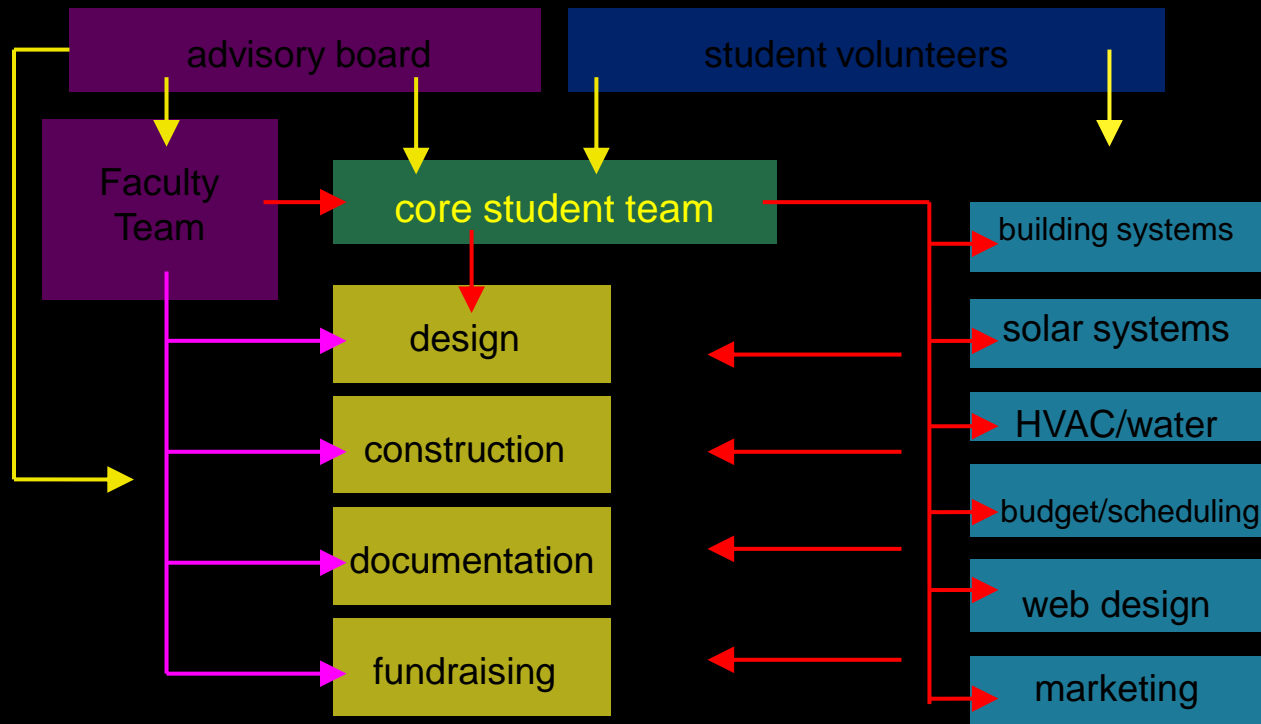 advisory board
student volunteers
Faculty
Team
core student team
building systems
design
solar systems
construction
HVAC/water
documentation
budget/scheduling
fundraising
web design
marketing